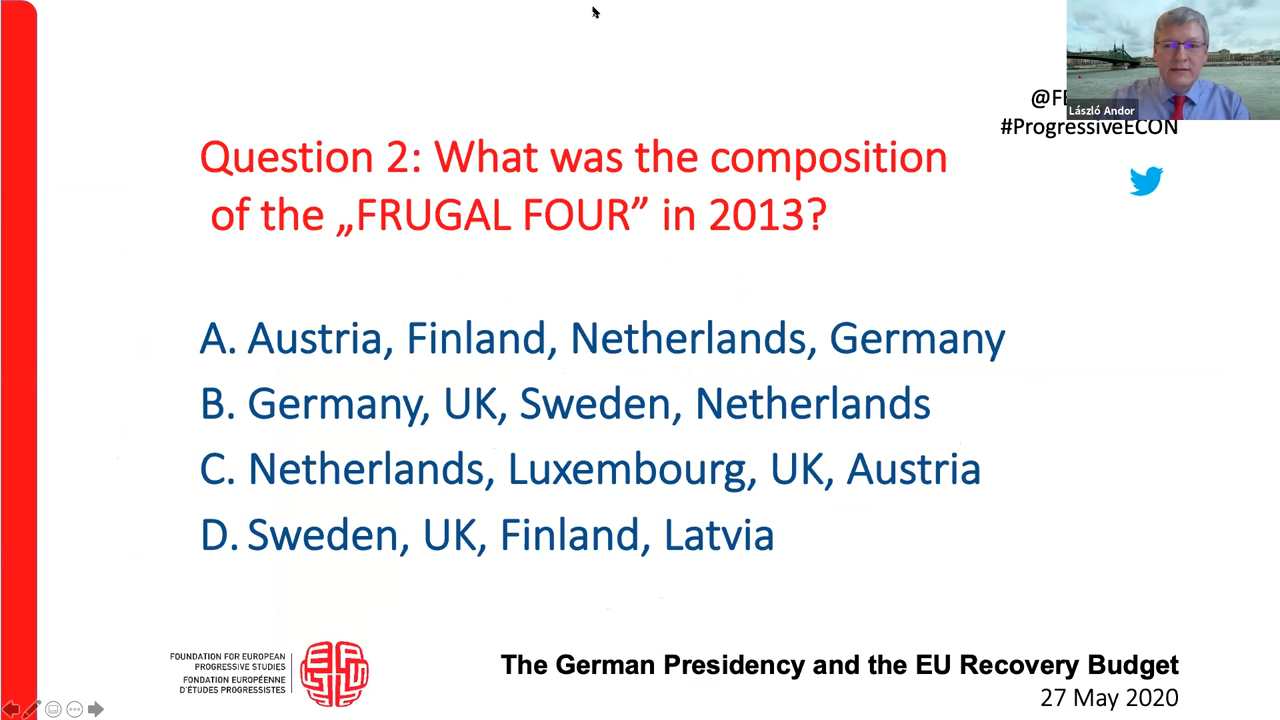 László Andor
@FE
#ProgressiveECON
Question 2: What was the composition
of the „FRUGAL FOUR” in 2013?
A. Austria, Finland, Netherlands, Germany
B. Germany, UK, Sweden, Netherlands
C. Netherlands, Luxembourg, UK, Austria
D. Sweden, UK, Finland, Latvia
FOUNDATION FOR EUROPEAN
PROGRESSIVE STUDIES
FONDATION EUROPÉENNE
D'ÉTUDES PROGRESSISTES
FEPS
The German Presidency and the EU Recovery Budget
27 May 2020